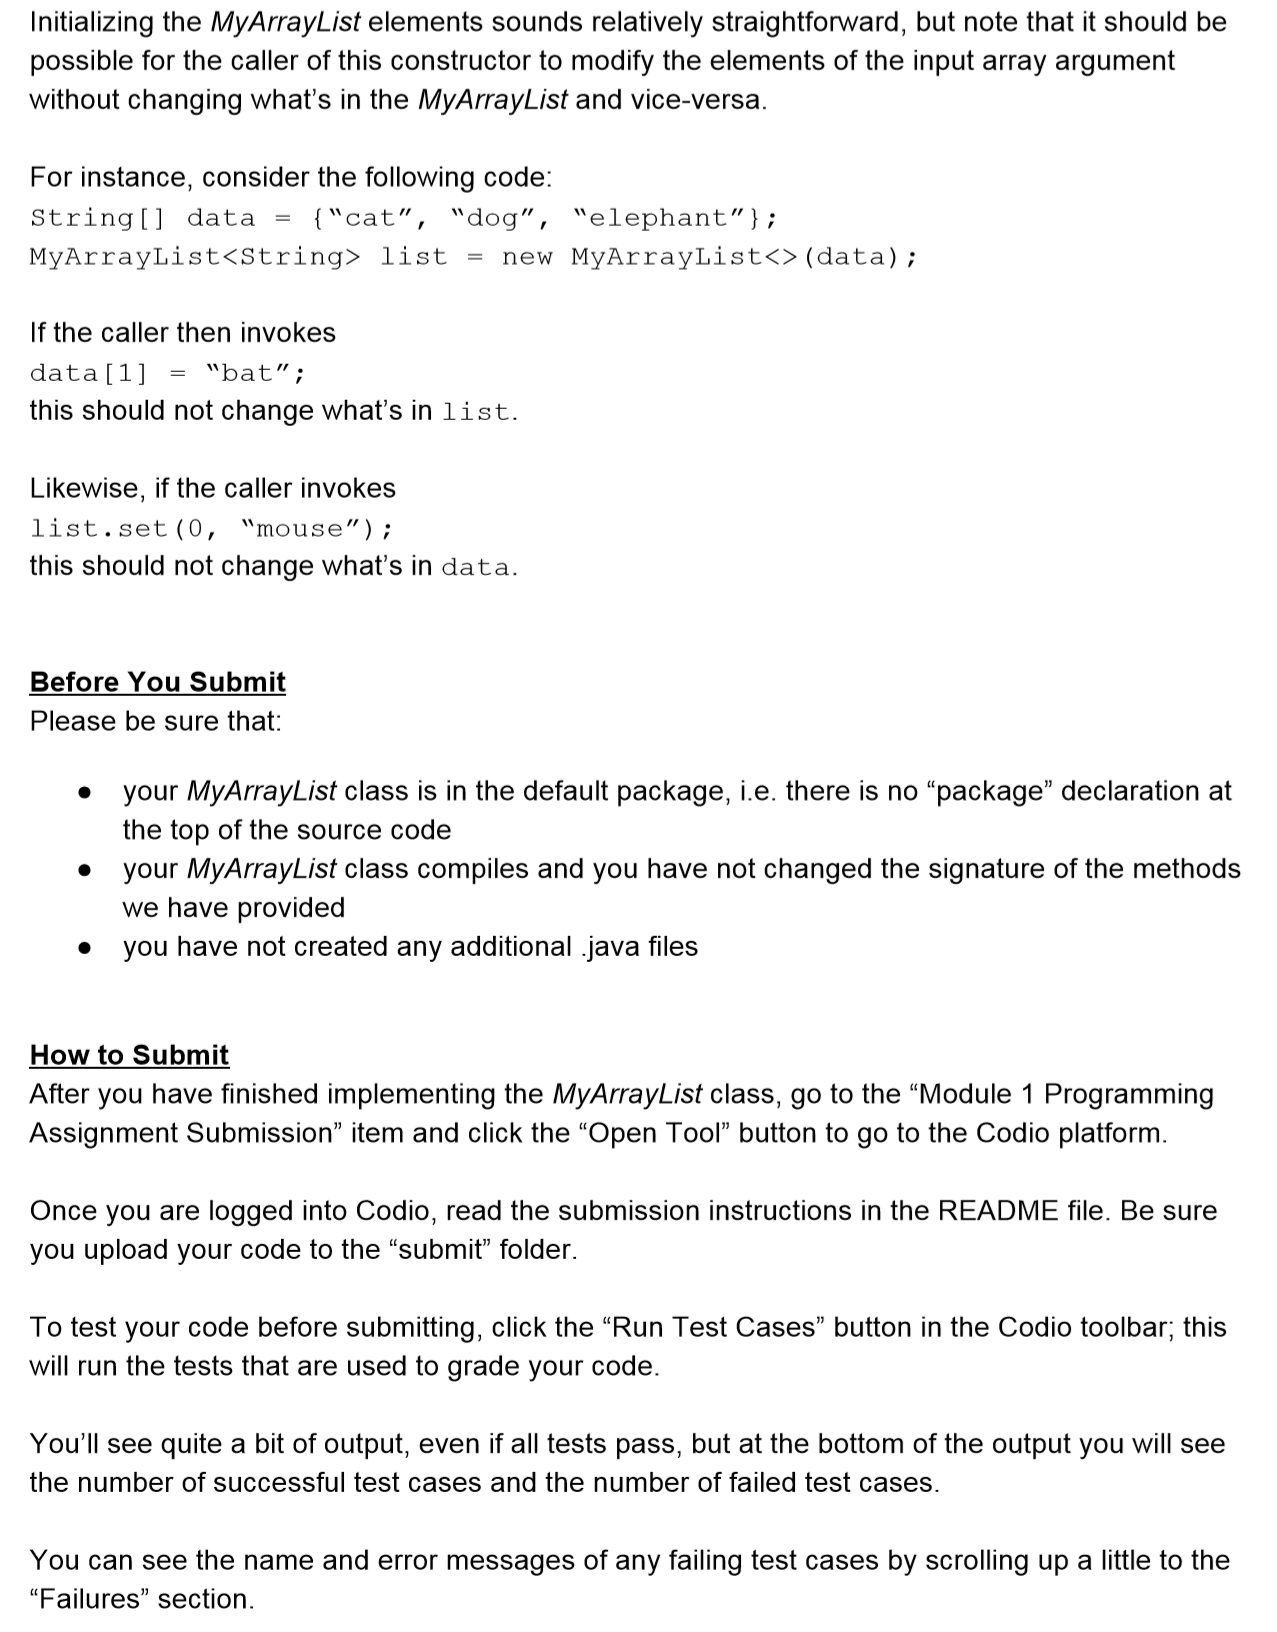 Initializing the MyArrayList elements sounds relatively straightforward, but note that it should be
possible for the caller of this constructor to modify the elements of the input array argument
without changing what’s in the MyArrayList and vice-versa.
For instance, consider the following code:
String[] data = {“cat”, “dog”, “elephant”};
MyArrayList<String> list = new MyArrayList<>(data);
If the caller then invokes
data[1] = “bat”;
this should not change what’s in list.
Likewise, if the caller invokes
list.set(0, “mouse”);
this should not change what’s in data.
Before You Submit
Please be sure that:
● your MyArrayList class is in the default package, i.e. there is no “package” declaration at
the top of the source code
● your MyArrayList class compiles and you have not changed the signature of the methods
we have provided
● you have not created any additional .java files
How to Submit
After you have finished implementing the MyArrayList class, go to the “Module 1 Programming
Assignment Submission” item and click the “Open Tool” button to go to the Codio platform.
Once you are logged into Codio, read the submission instructions in the README file. Be sure
you upload your code to the “submit” folder.
To test your code before submitting, click the “Run Test Cases” button in the Codio toolbar; this
will run the tests that are used to grade your code.
You’ll see quite a bit of output, even if all tests pass, but at the bottom of the output you will see
the number of successful test cases and the number of failed test cases.
You can see the name and error messages of any failing test cases by scrolling up a little to the
“Failures” section.